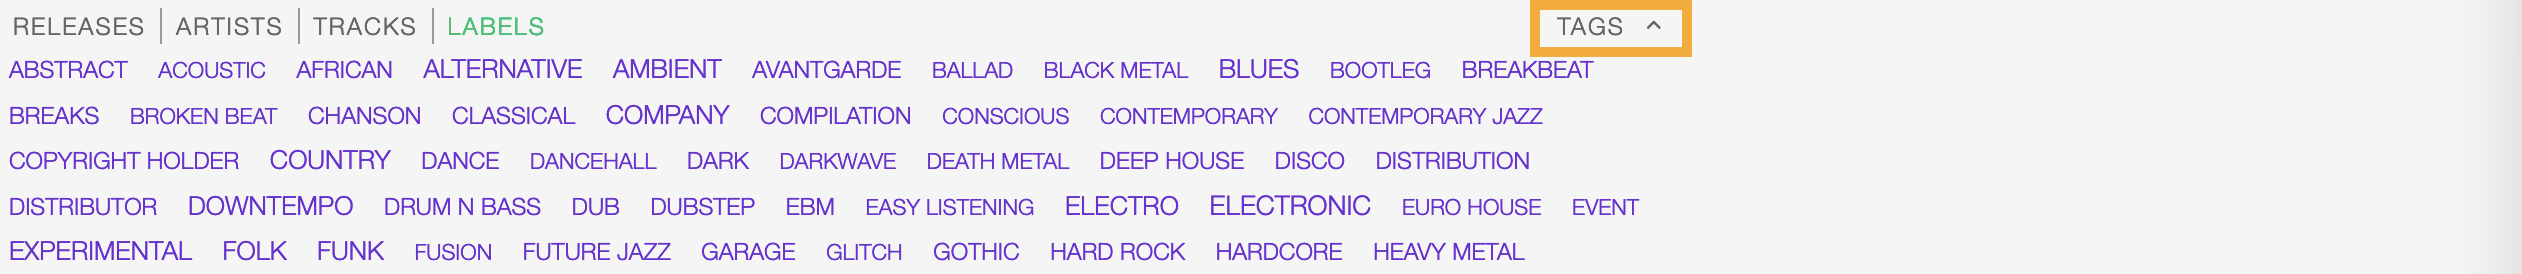 RELEASES ARTISTS TRACKS LABELS TAGS
ABSTRACT ACOUSTIC AFRICAN ALTERNATIVE AMBIENT AVANTGARDE BALLAD BLACK METAL BLUES BOOTLEG BREAKBEAT
BREAKS BROKEN BEAT CHANSON CLASSICAL COMPANY COMPILATION CONSCIOUS CONTEMPORARY CONTEMPORARY JAZZ
COPYRIGHT HOLDER COUNTRY DANCE DANCEHALL DARK DARKWAVE DEATH METAL DEEP HOUSE DISCO DISTRIBUTION
DISTRIBUTOR DOWNTEMPO DRUM N BASS DUB DUBSTEP EBM EASY LISTENING ELECTRO ELECTRONIC EURO HOUSE EVENT
EXPERIMENTAL FOLK FUNK FUSION FUTURE JAZZ GARAGE GLITCH GOTHIC HARD ROCK HARDCORE HEAVY METAL